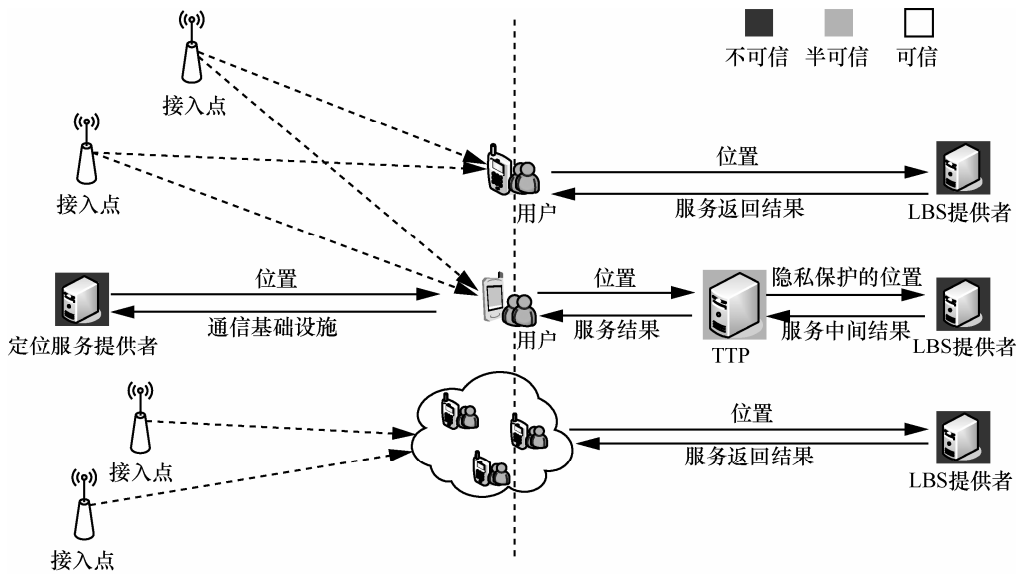 不可信
半可信
可信
接入点
接入点
位置
服务返回结果
用户
LBS提供者
位置
通信基础设施
定位服务提供者
位置
服务结果
用户
TTP
隐私保护的位置
服务中间结果
LBS提供者
接入点
接入点
位置
服务返回结果
LBS提供者